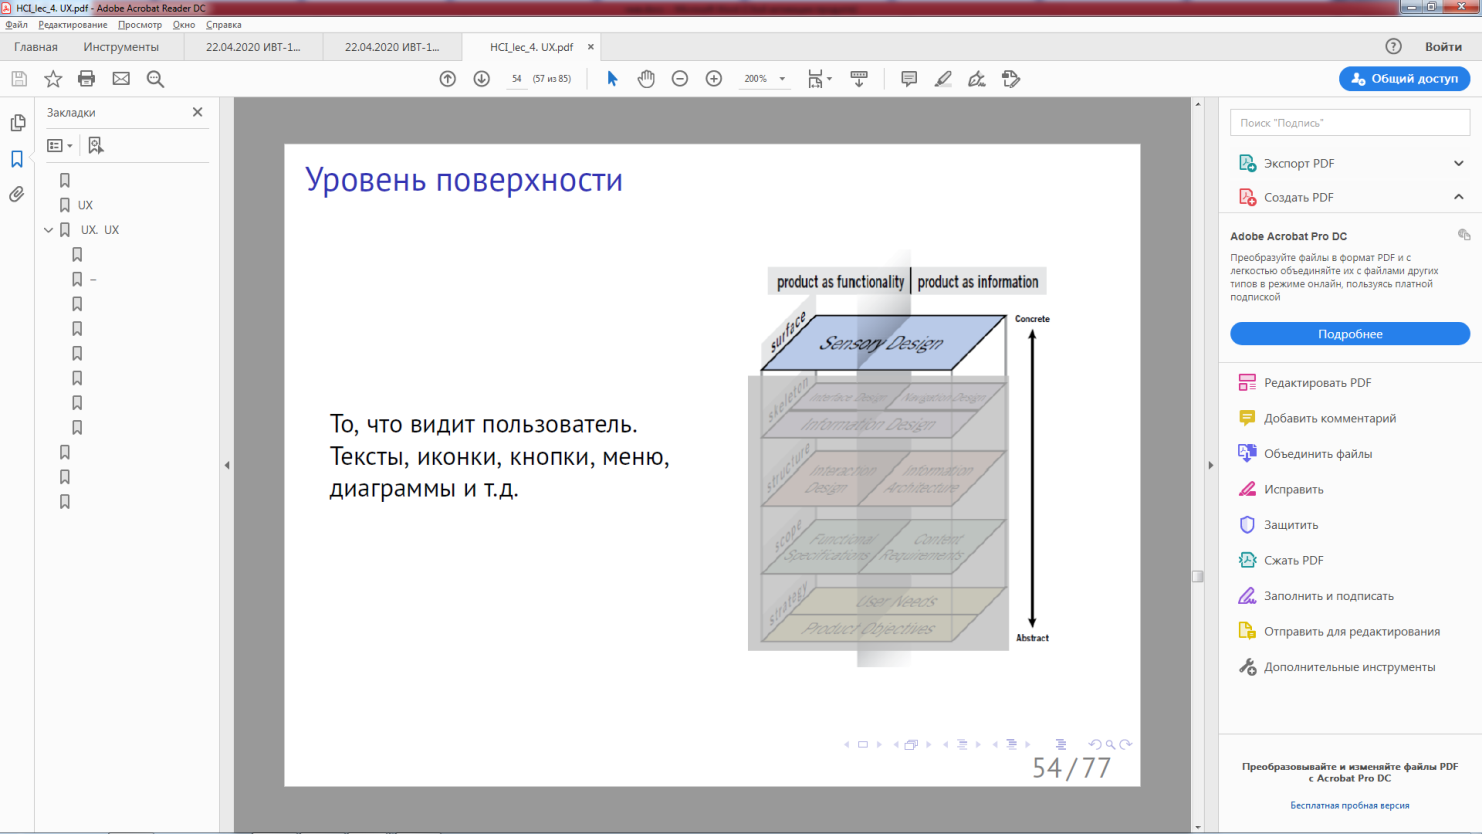 HCI_lec_4. UX.pdf - Adobe Acrobat Reader DC
Файл Редактирование Просмотр Окно Справка
Главная Инструменты 22.04.2020 ИВТ-1... 22.04.2020 ИВТ-1... HCI_lec_4. UX.pdf × Войти
54 (57 из 85) 200% Общий доступ
Закладки
UX
UX. UX
–
Уровень поверхности
product as functionality product as information
Concrete
surface
Sensory Design
skeleton
Interface Design Navigation Design
Information Design
structure
Interaction Design
Information Architecture
scope
Functional Specifications
Content Requirements
strategy
User Needs
Product Objectives
Abstract
То, что видит пользователь.
Тексты, иконки, кнопки, меню,
диаграммы и т.д.
54/77
Поиск "Подпись"
Экспорт PDF
Создать PDF
Adobe Acrobat Pro DC
Преобразуйте файлы в формат PDF и с
легкостью объединяйте их с файлами других
типов в режиме онлайн, пользуясь платной
подпиской
Подробнее
Редактировать PDF
Добавить комментарий
Объединить файлы
Исправить
Защитить
Сжать PDF
Заполнить и подписать
Отправить для редактирования
Дополнительные инструменты
Преобразовывайте и изменяйте файлы PDF
с Acrobat Pro DC
Бесплатная пробная версия